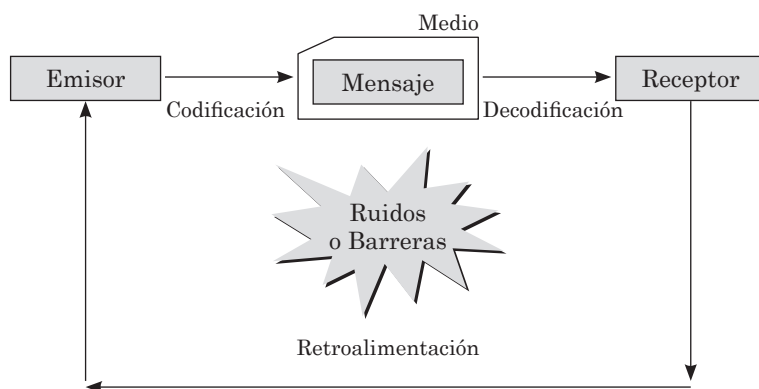 Medio
Emisor
Mensaje
Receptor
Codificación
Decodificación
Ruidos
o Barreras
Retroalimentación